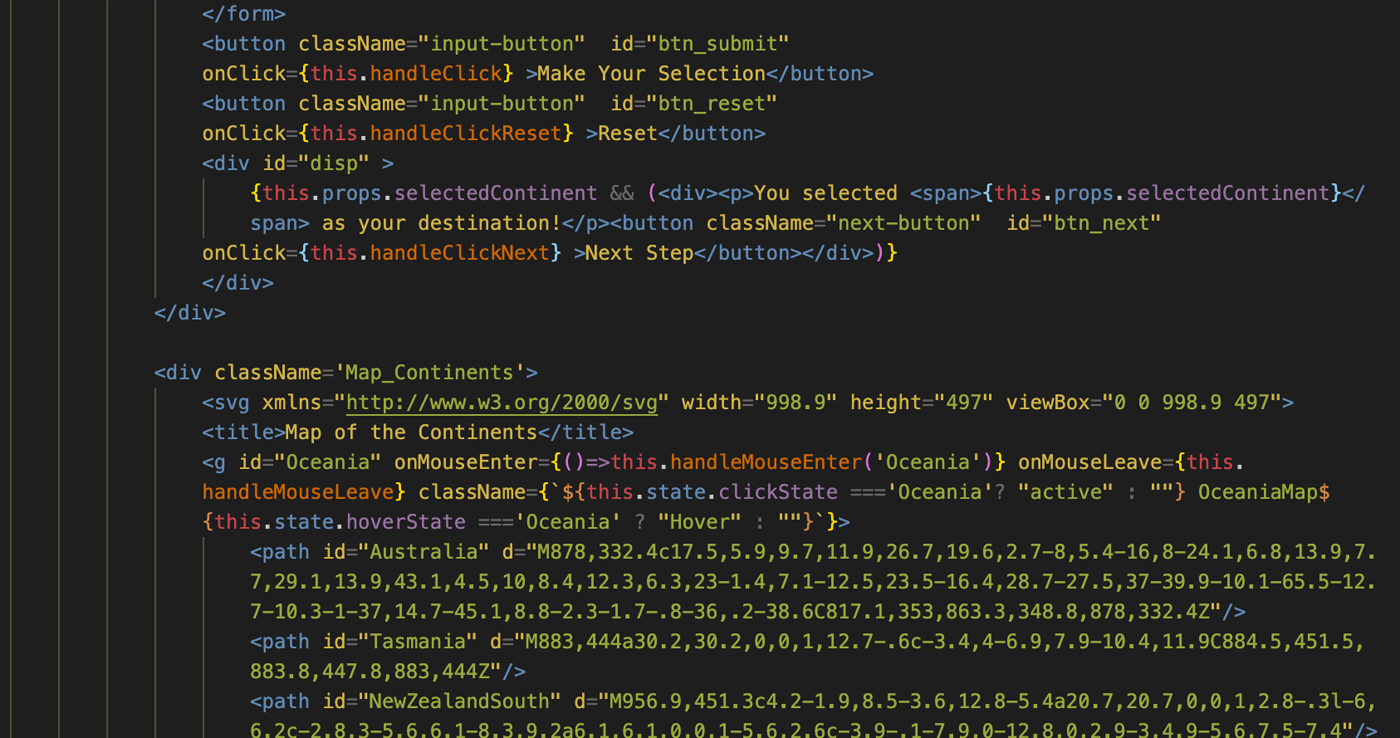 </form>
<button className="input-button"  id="btn_submit"
onClick={this.handleClick} >Make Your Selection</button>
<button className="input-button"  id="btn_reset"
onClick={this.handleClickReset} >Reset</button>
<div id="disp" >
{this.props.selectedContinent && (<div><p>You selected <span>{this.props.selectedContinent}</
span> as your destination!</p><button className="next-button"  id="btn_next"
onClick={this.handleClickNext} >Next Step</button></div>)}
</div>
</div>
<div className='Map_Continents'>
<svg xmlns="http://www.w3.org/2000/svg" width="998.9" height="497" viewBox="0 0 998.9 497">
<title>Map of the Continents</title>
<g id="Oceania" onMouseEnter={()=>this.handleMouseEnter('Oceania')} onMouseLeave={this.
handleMouseLeave} className={`${this.state.clickState ==='Oceania'? "active" : ""} OceaniaMap$
{this.state.hoverState ==='Oceania' ? "Hover" : ""}`}>
<path id="Australia" d="M878,332.4c17.5,5.9,9.7,11.9,26.7,19.6,2.7-8,5.4-16,8-24.1,6.8,13.9,7.
7,29.1,13.9,43.1,4.5,10,8.4,12.3,6.3,23-1.4,7.1-12.5,23.5-16.4,28.7-27.5,37-39.9-10.1-65.5-12.
7-10.3-1-37,14.7-45.1,8.8-2.3-1.7-.8-36,.2-38.6C817.1,353,863.3,348.8,878,332.4Z"/>
<path id="Tasmania" d="M883,444a30.2,30.2,0,0,1,12.7-.6c-3.4,4-6.9,7.9-10.4,11.9C884.5,451.5,
883.8,447.8,883,444Z"/>
<path id="NewZealandSouth" d="M956.9,451.3c4.2-1.9,8.5-3.6,12.8-5.4a20.7,20.7,0,0,1,2.8-.3l-6,
6.2c-2.8,3-5.6,6.1-8.3,9.2a6.1,6.1,0,0,1-5.6,2.6c-3.9-.1-7.9,0-12.8,0,2.9-3,4.9-5.6,7.5-7.4"/>